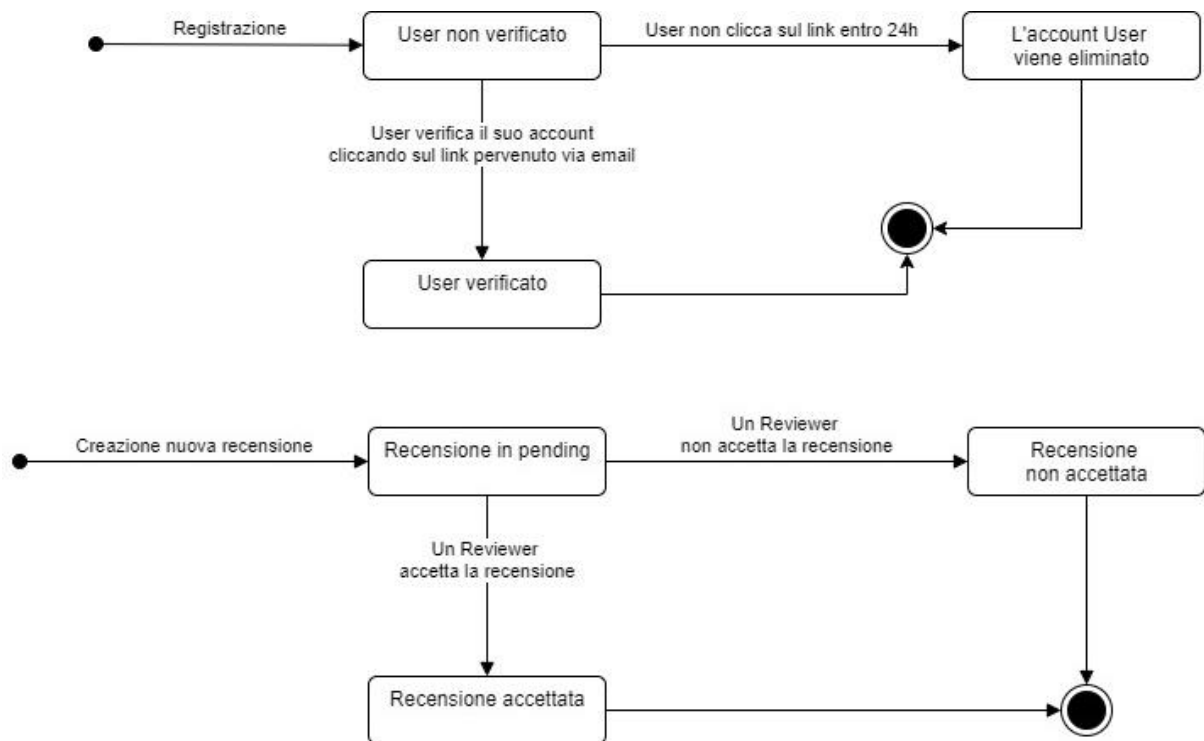 Registrazione
User non verificato
User non clicca sul link entro 24h
L'account User
viene eliminato
User verifica il suo account
cliccando sul link pervenuto via email
User verificato
Creazione nuova recensione
Recensione in pending
Un Reviewer
non accetta la recensione
Recensione
non accettata
Un Reviewer
accetta la recensione
Recensione accettata